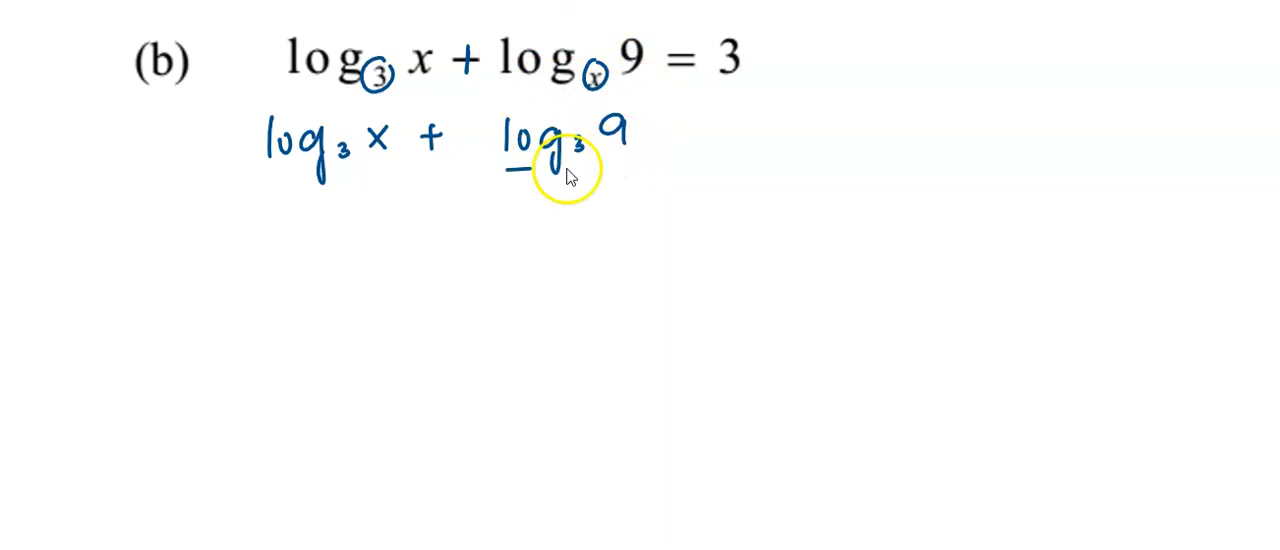 (b) log₃ x + logₓ 9 = 3
log₃ x + log₃ 9